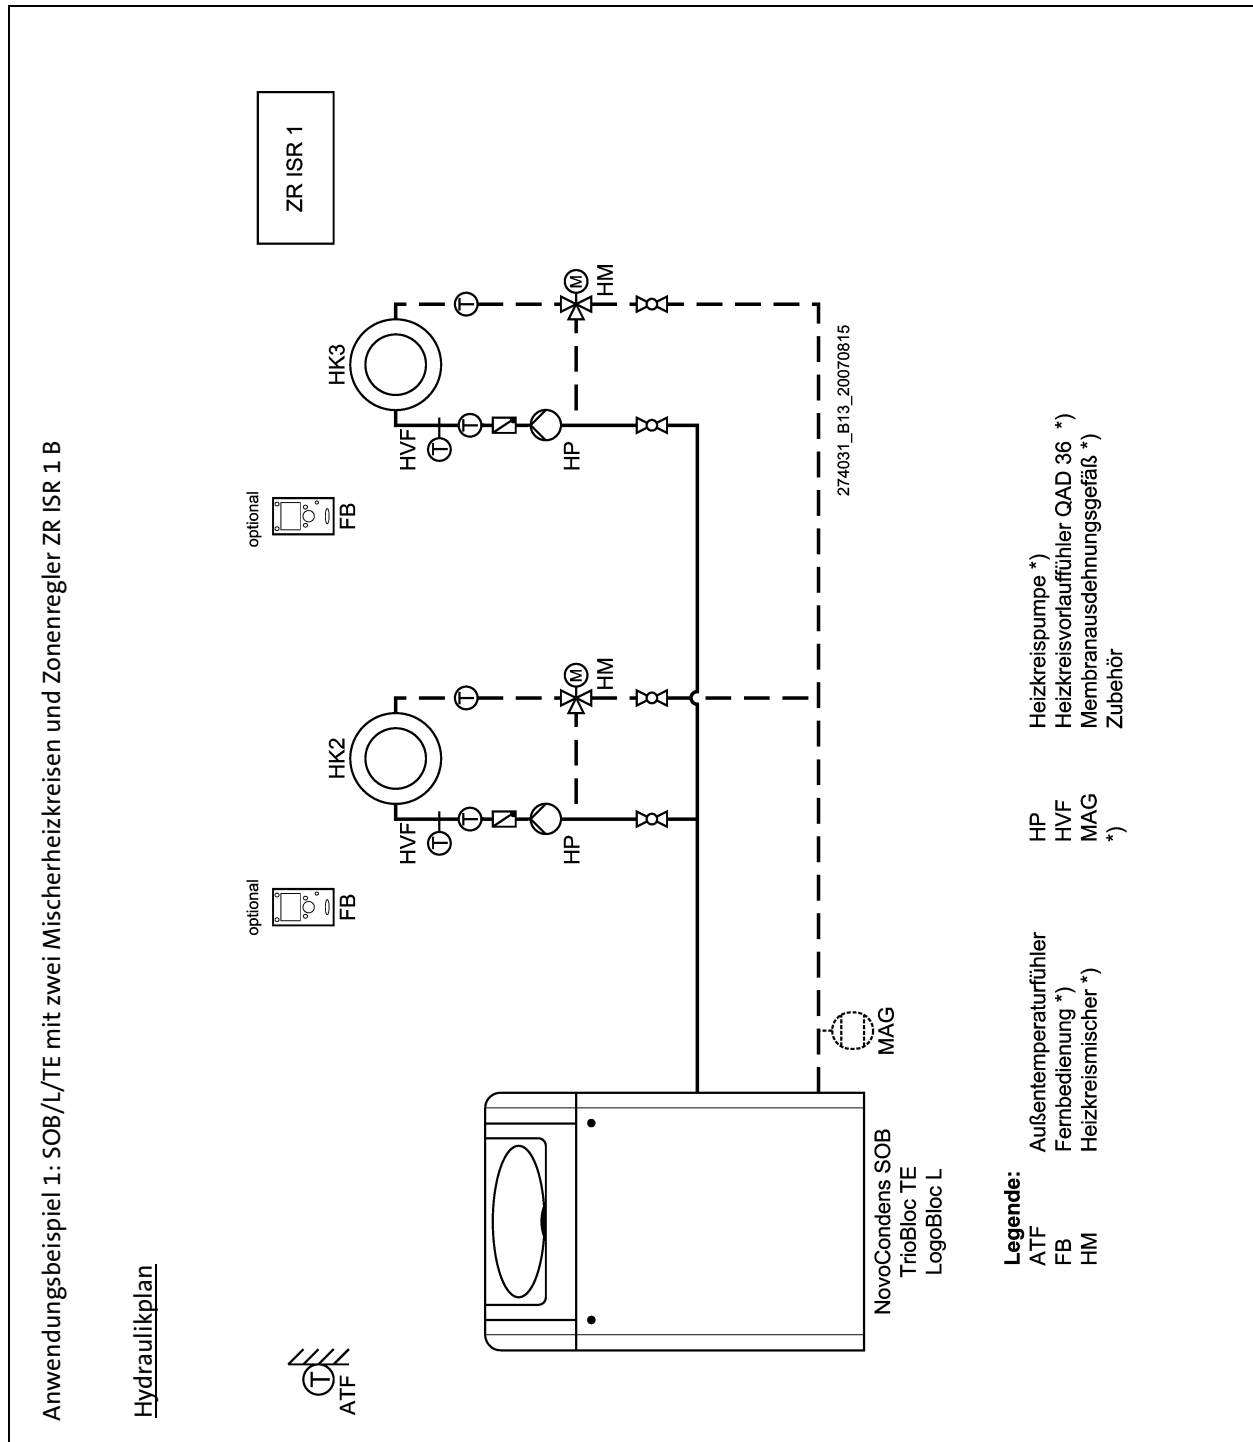 Anwendungsbeispiel 1: SOB/L/TE mit zwei Mischerheizkreisen und Zonenregler ZR ISR 1 B
Hydraulikplan
ZR ISR 1
optional
FB
optional
FB
ATF
HK2
HVF
HP
M
HM
HK3
HVF
HP
M
HM
T
T
T
T
T
T
T
MAG
274031_B13_20070815
NovoCondens SOB
TrioBloc TE
LogoBloc L
Legende:
ATF Außentemperaturfühler
FB Fernbedienung *)
HM Heizkreismischer *)
HP Heizkreispumpe *)
HVF Heizkreisvorlauffühler QAD 36 *)
MAG Membranausdehnungsgefäß *)
*) Zubehör